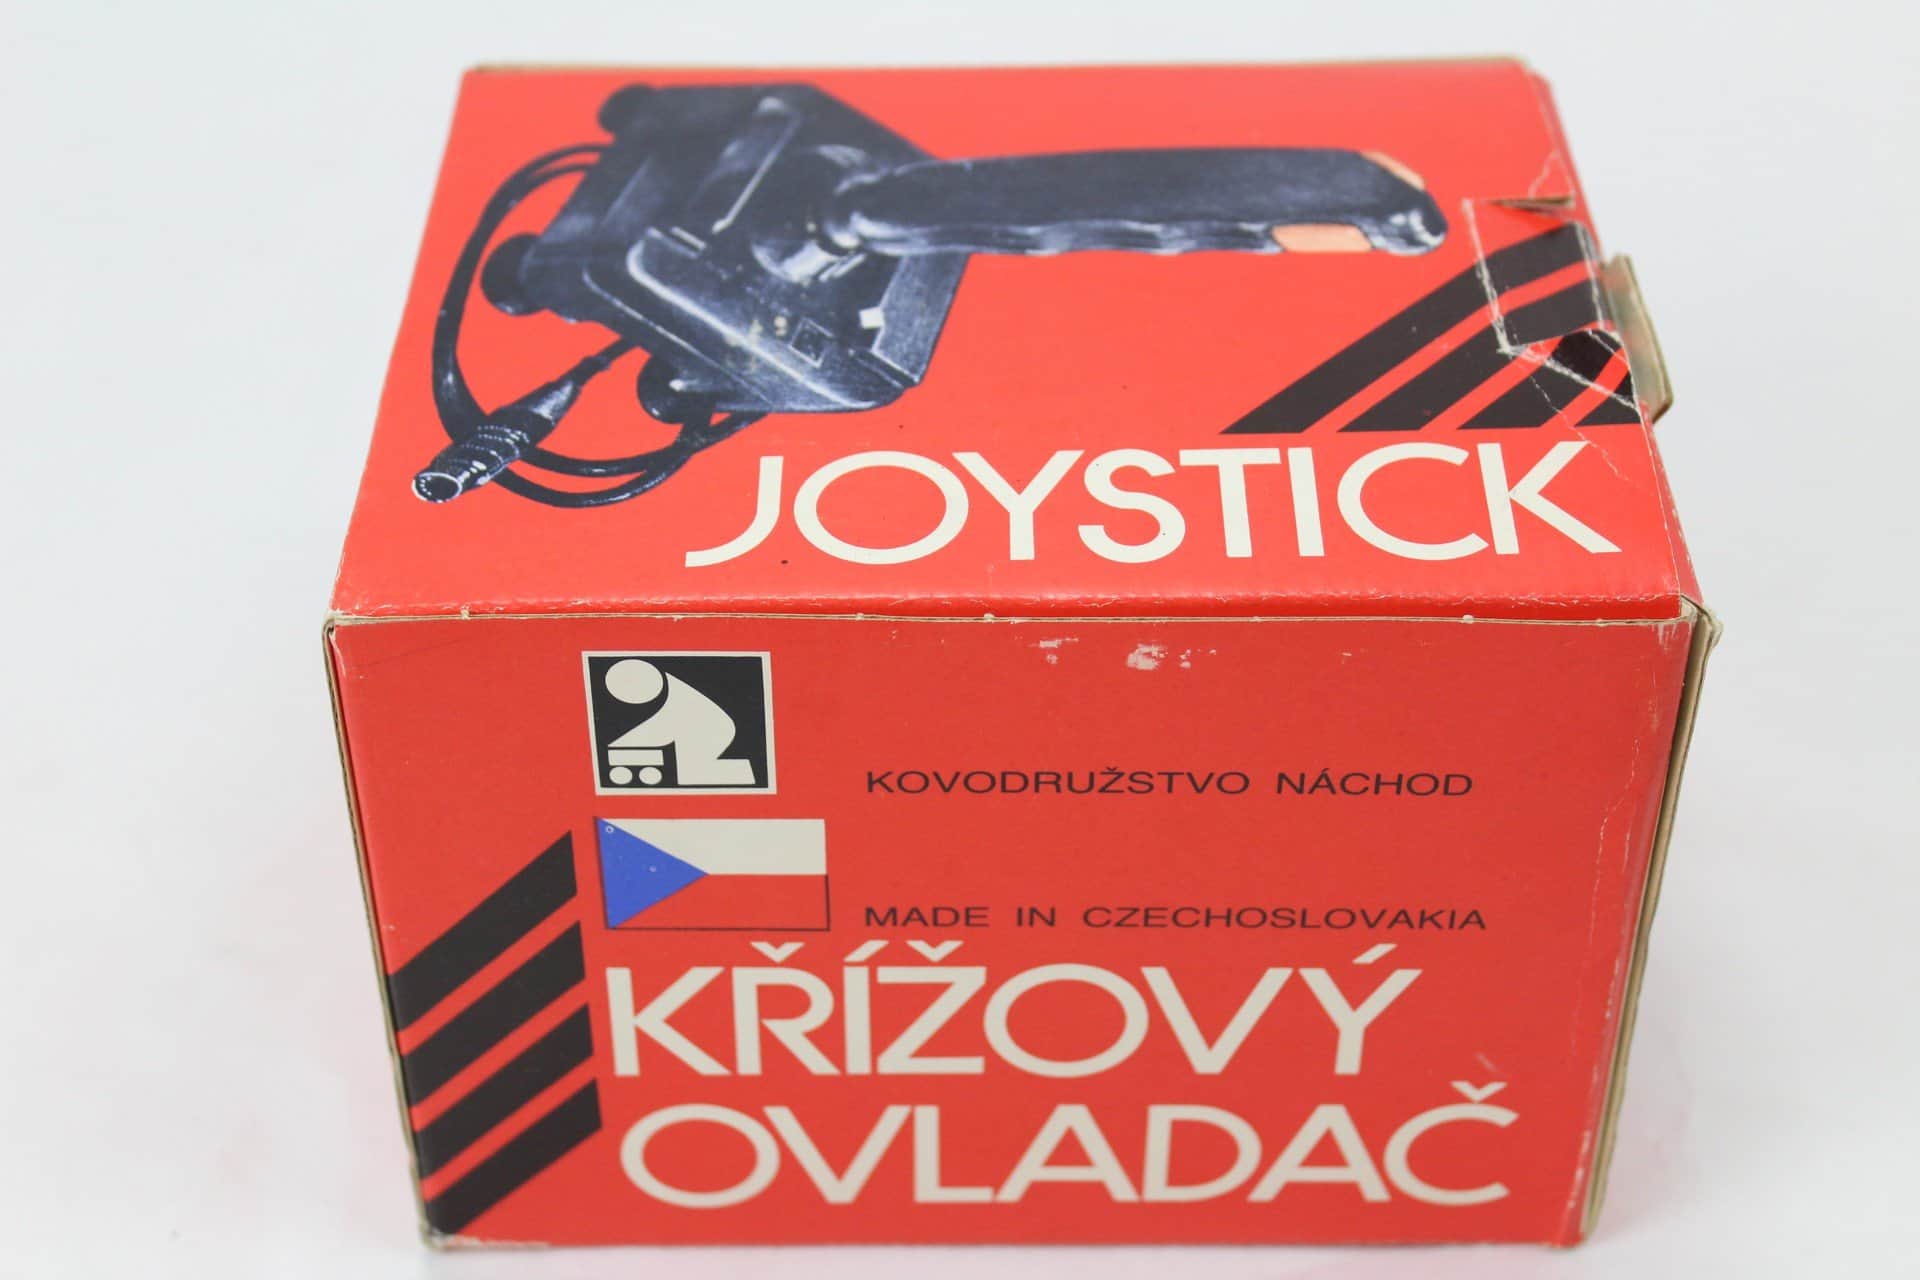 JOYSTICK
KOVODRUŽSTVO NÁCHOD
MADE IN CZECHOSLOVAKIA
KŘÍŽOVÝ
OVLADAČ